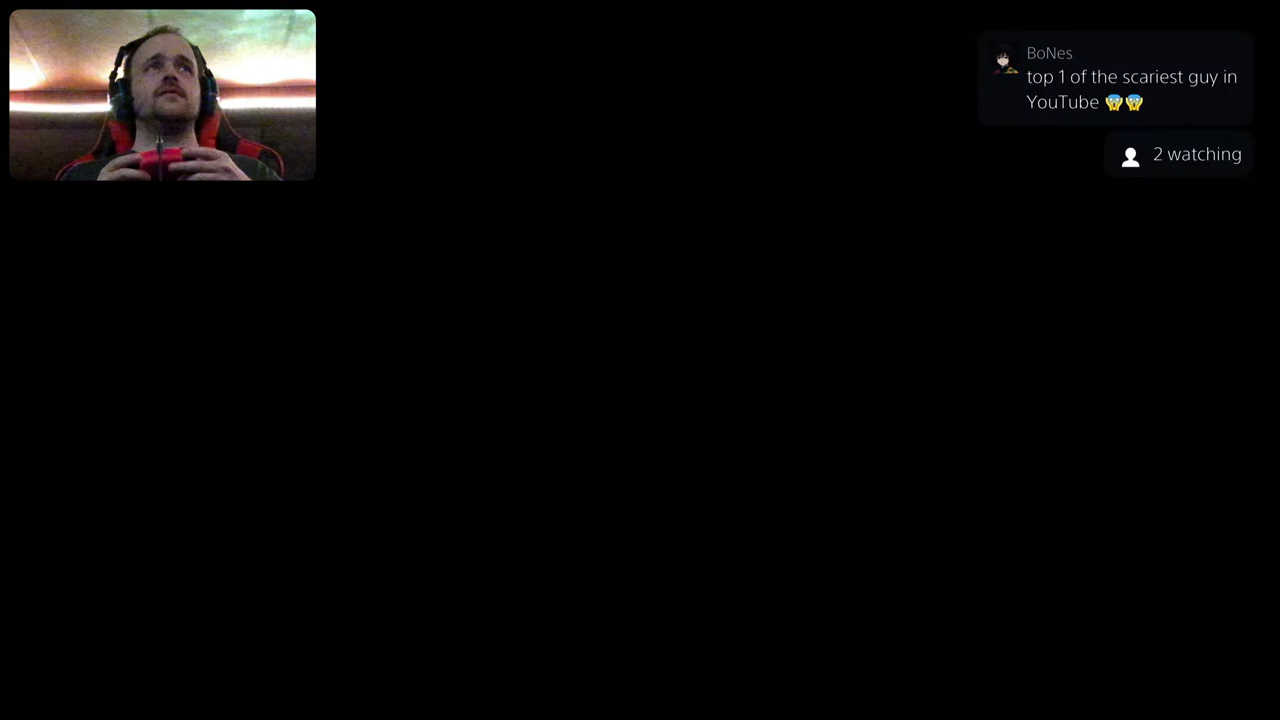 BoNes
top 1 of the scariest guy in
YouTube 😱😱
2 watching